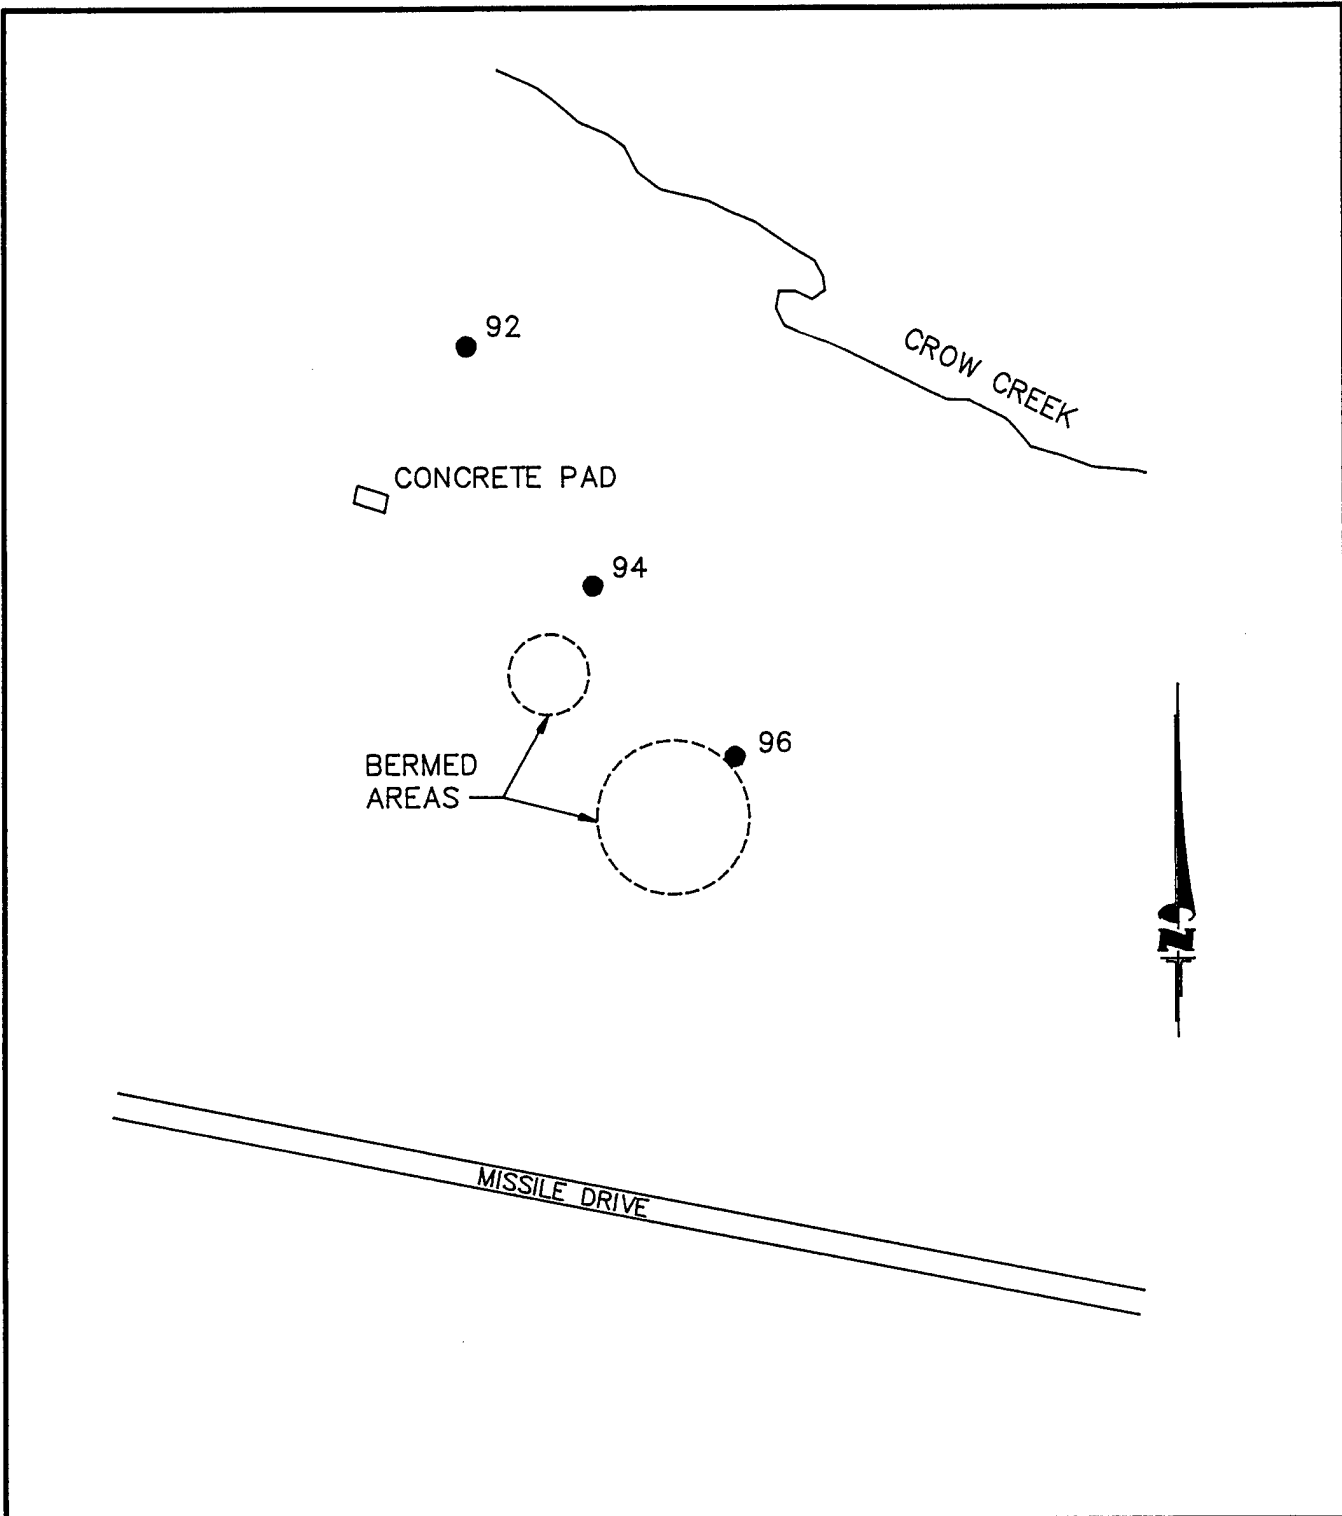 CROW CREEK
92
CONCRETE PAD
94
96
BERMED
AREAS
N
MISSILE DRIVE